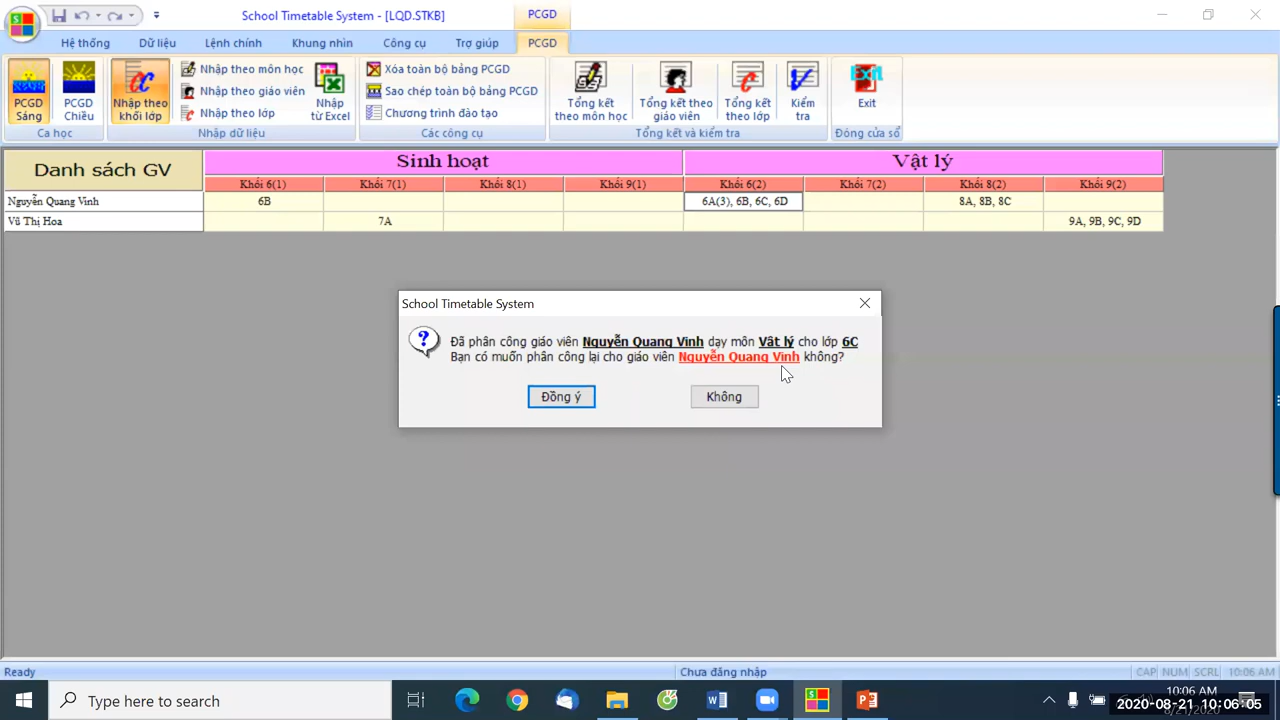 School Timetable System - [LQD.STKB]
PCGD
Hệ thống
Dữ liệu
Lệnh chính
Khung nhìn
Công cụ
Trợ giúp
PCGD
PCGD Sáng
PCGD Chiều
Nhập theo khối lớp
Nhập theo môn học
Nhập theo giáo viên
Nhập theo lớp
Nhập từ Excel
Xóa toàn bộ bảng PCGD
Sao chép toàn bộ bảng PCGD
Chương trình đào tạo
Tổng kết theo môn học
Tổng kết theo giáo viên
Tổng kết theo lớp
Kiểm tra
Exit
Ca học
Nhập dữ liệu
Các công cụ
Tổng kết và kiểm tra
Đóng cửa sổ
Danh sách GV
Sinh hoạt
Vật lý
Khối 6(1) Khối 7(1) Khối 8(1) Khối 9(1) Khối 6(2) Khối 7(2) Khối 8(2) Khối 9(2)
Nguyễn Quang Vinh 6B 6A(3), 6B, 6C, 6D 8A, 8B, 8C
Vũ Thị Hoa 7A 9A, 9B, 9C, 9D
School Timetable System
Đã phân công giáo viên Nguyễn Quang Vinh dạy môn Vật lý cho lớp 6C
Bạn có muốn phân công lại cho giáo viên Nguyễn Quang Vinh không?
Đồng ý
Không
Ready
Chưa đăng nhập
CAP NUM SCRL 10:06 AM
Type here to search
10:06 AM
2020-08-21 10:06:05